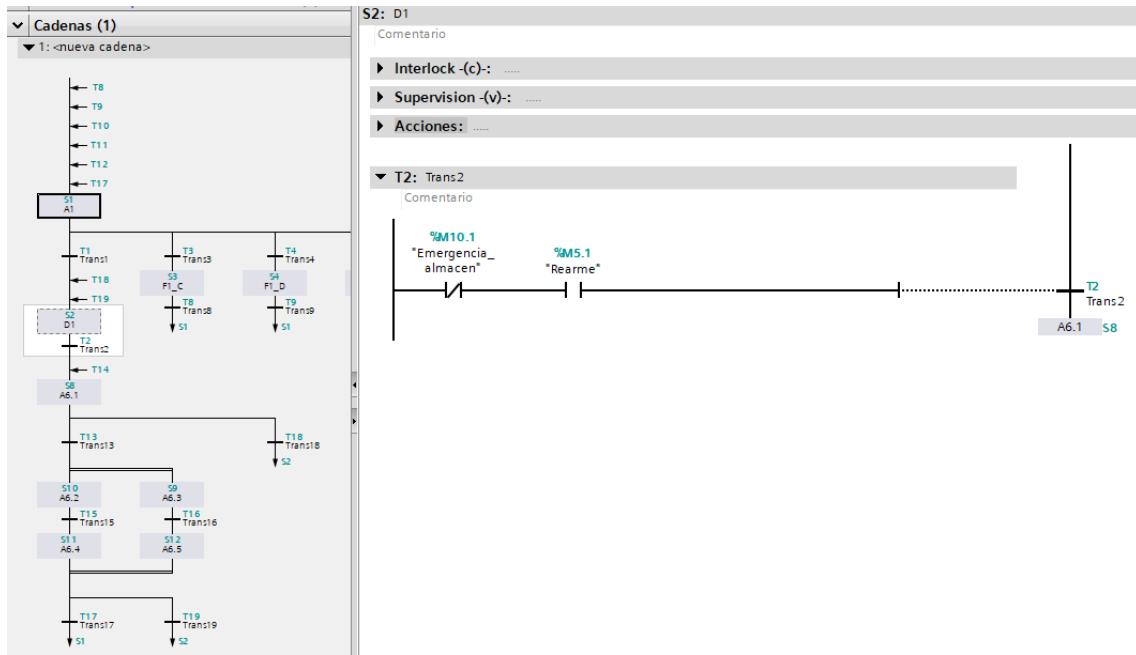 Cadenas (1)
1: <nueva cadena>
T8
T9
T10
T11
T12
T17
S1
A1
T1
Trans1
T3
Trans3
T4
Trans4
T18
T19
S3
F1_C
S4
F1_D
S2
D1
T8
Trans8
T9
Trans9
S1
S1
T2
Trans2
T14
S8
A6.1
T13
Trans13
T18
Trans18
S2
S10
A6.2
S9
A6.3
T15
Trans15
T16
Trans16
S11
A6.4
S12
A6.5
T17
Trans17
T19
Trans19
S1
S2
S2: D1
Comentario
Interlock -(c)-: .....
Supervision -(v)-: .....
Acciones: .....
T2: Trans2
Comentario
%M10.1
"Emergencia_
almacen"
%M5.1
"Rearme"
T2
Trans2
A6.1 S8